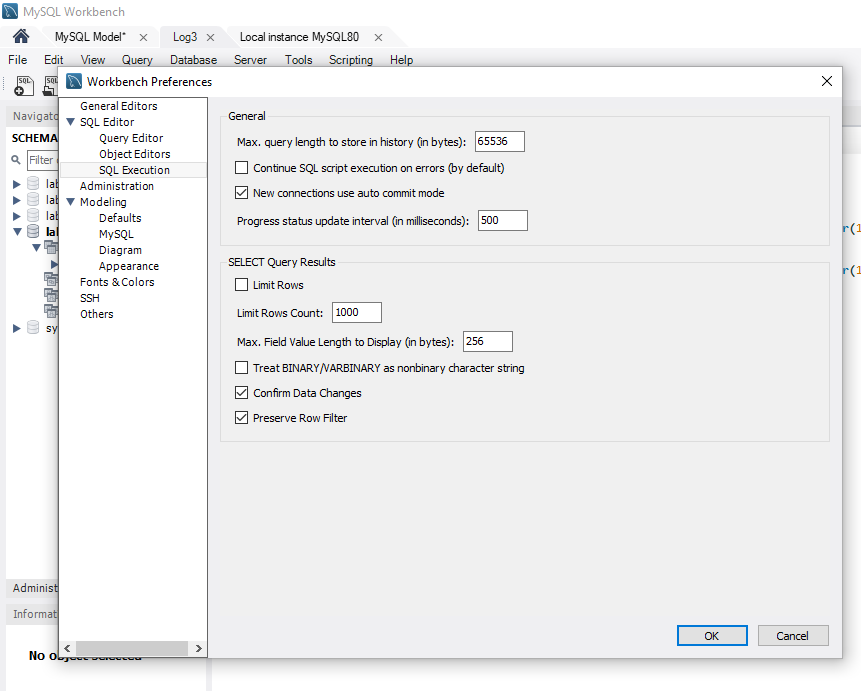 MySQL Workbench
MySQL Model* × Log3 × Local instance MySQL80 ×
File Edit View Query Database Server Tools Scripting Help
SQL SQL
Workbench Preferences
Navigato
SCHEMA
Filter
General Editors
SQL Editor
Query Editor
Object Editors
SQL Execution
Administration
Modeling
Defaults
MySQL
Diagram
Appearance
Fonts & Colors
SSH
Others
General
Max. query length to store in history (in bytes): 65536
Continue SQL script execution on errors (by default)
New connections use auto commit mode
Progress status update interval (in milliseconds): 500
SELECT Query Results
Limit Rows
Limit Rows Count: 1000
Max. Field Value Length to Display (in bytes): 256
Treat BINARY/VARBINARY as nonbinary character string
Confirm Data Changes
Preserve Row Filter
lab
lab
lab
lal
sy
r(1
r(1
Administ
Informat
No object selected
OK Cancel